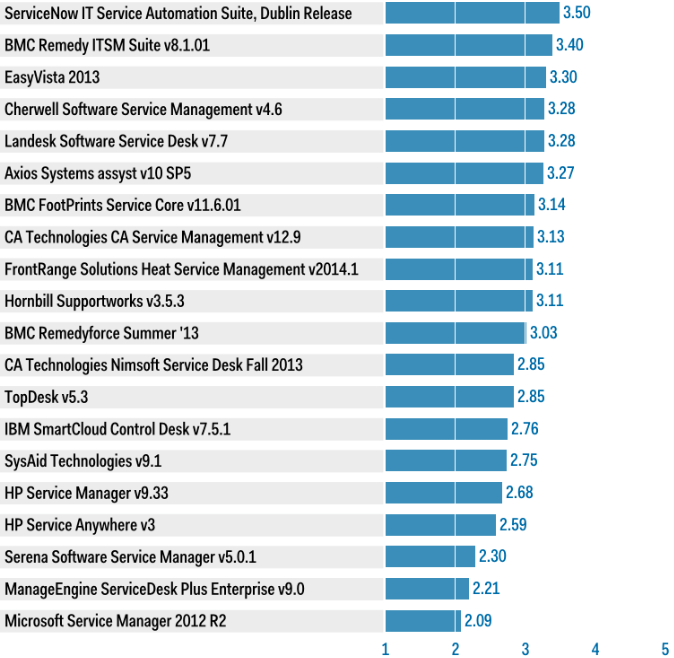 ServiceNow IT Service Automation Suite, Dublin Release 3.50
BMC Remedy ITSM Suite v8.1.01 3.40
EasyVista 2013 3.30
Cherwell Software Service Management v4.6 3.28
Landesk Software Service Desk v7.7 3.28
Axios Systems assyst v10 SP5 3.27
BMC FootPrints Service Core v11.6.01 3.14
CA Technologies CA Service Management v12.9 3.13
FrontRange Solutions Heat Service Management v2014.1 3.11
Hornbill Supportworks v3.5.3 3.11
BMC Remedyforce Summer '13 3.03
CA Technologies Nimsoft Service Desk Fall 2013 2.85
TopDesk v5.3 2.85
IBM SmartCloud Control Desk v7.5.1 2.76
SysAid Technologies v9.1 2.75
HP Service Manager v9.33 2.68
HP Service Anywhere v3 2.59
Serena Software Service Manager v5.0.1 2.30
ManageEngine ServiceDesk Plus Enterprise v9.0 2.21
Microsoft Service Manager 2012 R2 2.09
1 2 3 4 5